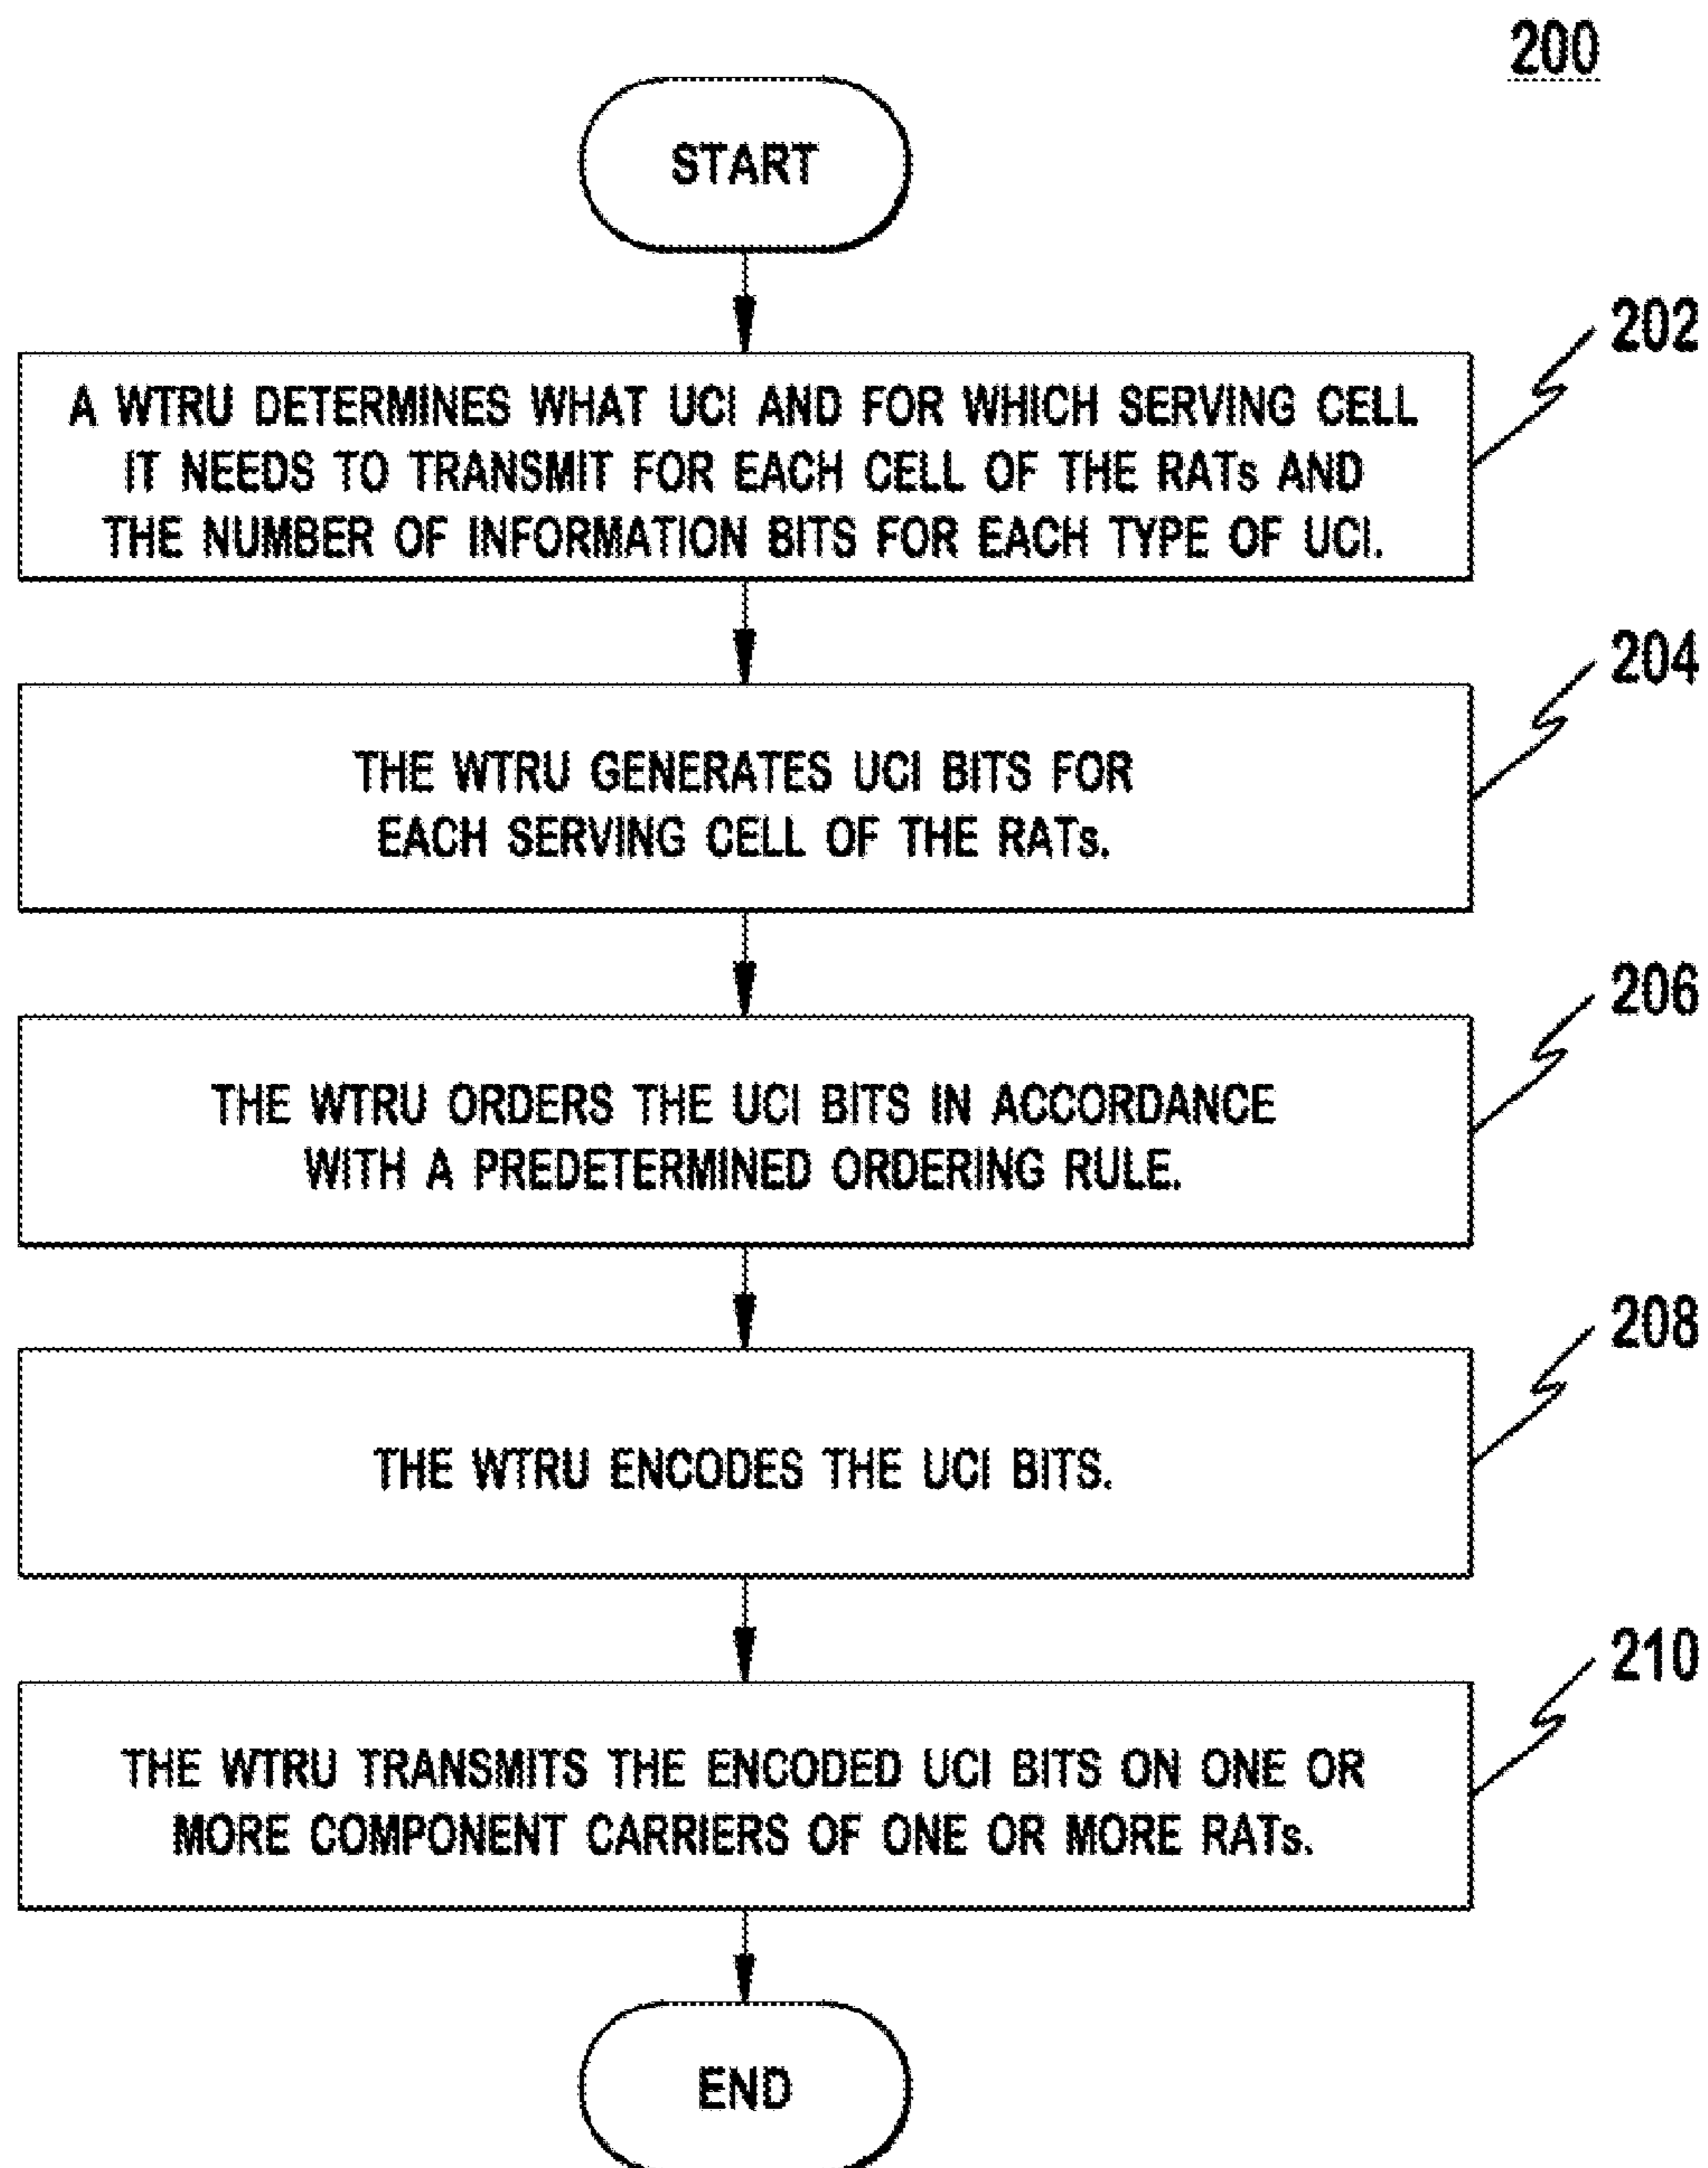 200
START
202
A WTRU DETERMINES WHAT UCI AND FOR WHICH SERVING CELL
IT NEEDS TO TRANSMIT FOR EACH CELL OF THE RATs AND
THE NUMBER OF INFORMATION BITS FOR EACH TYPE OF UCI.
204
THE WTRU GENERATES UCI BITS FOR
EACH SERVING CELL OF THE RATs.
206
THE WTRU ORDERS THE UCI BITS IN ACCORDANCE
WITH A PREDETERMINED ORDERING RULE.
208
THE WTRU ENCODES THE UCI BITS.
210
THE WTRU TRANSMITS THE ENCODED UCI BITS ON ONE OR
MORE COMPONENT CARRIERS OF ONE OR MORE RATs.
END